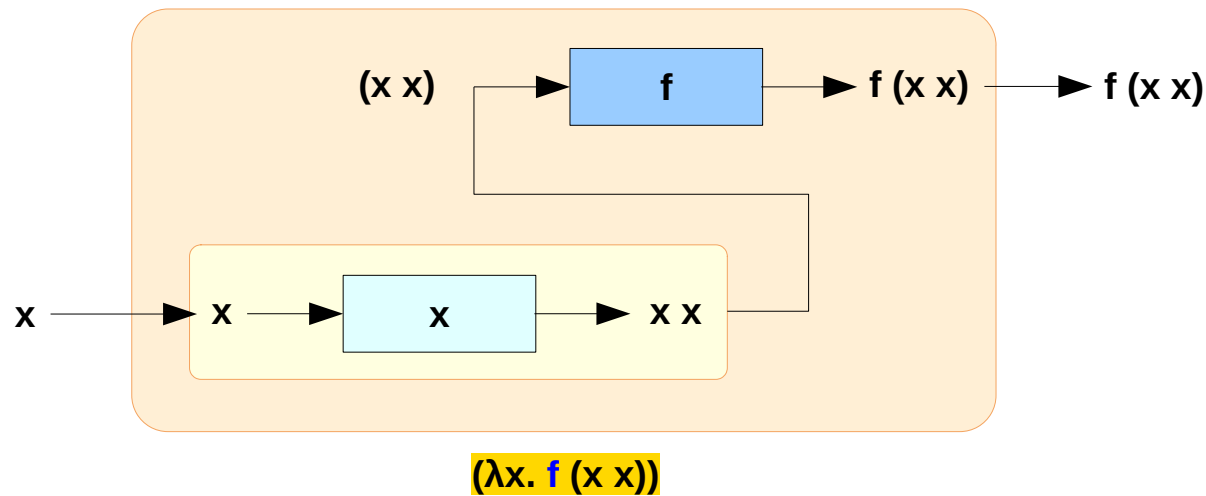 (x x) f f (x x) f (x x)
x x x x x
(λx. f (x x))